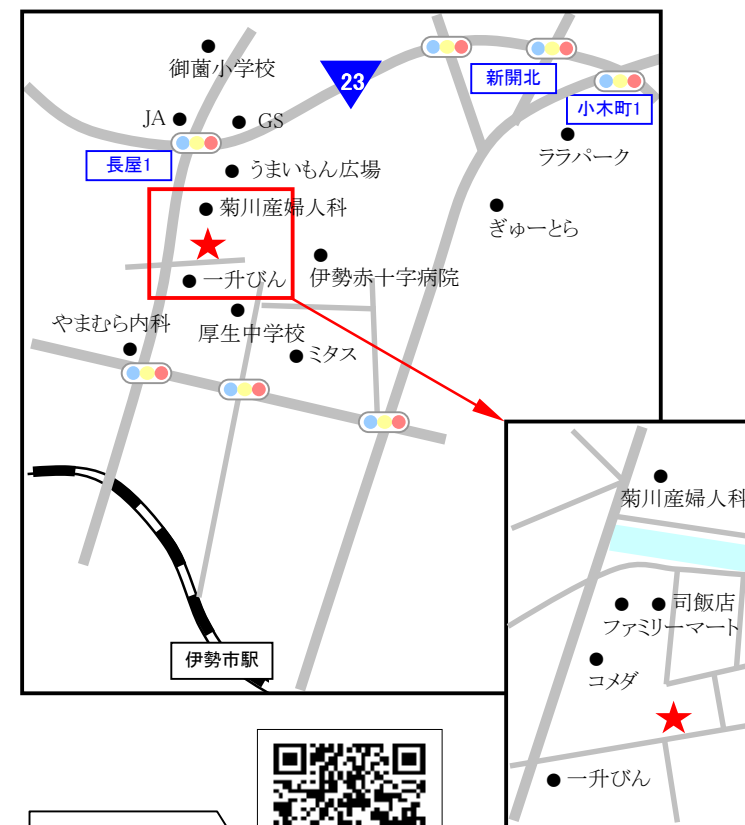 御薗小学校
23
新開北
小木町1
JA
GS
長屋1
うまいもん広場
ララパーク
菊川産婦人科
ぎゅーとら
一升びん
伊勢赤十字病院
やまむら内科
厚生中学校
ミタス
伊勢市駅
菊川産婦人科
司飯店
ファミリーマート
コメダ
一升びん